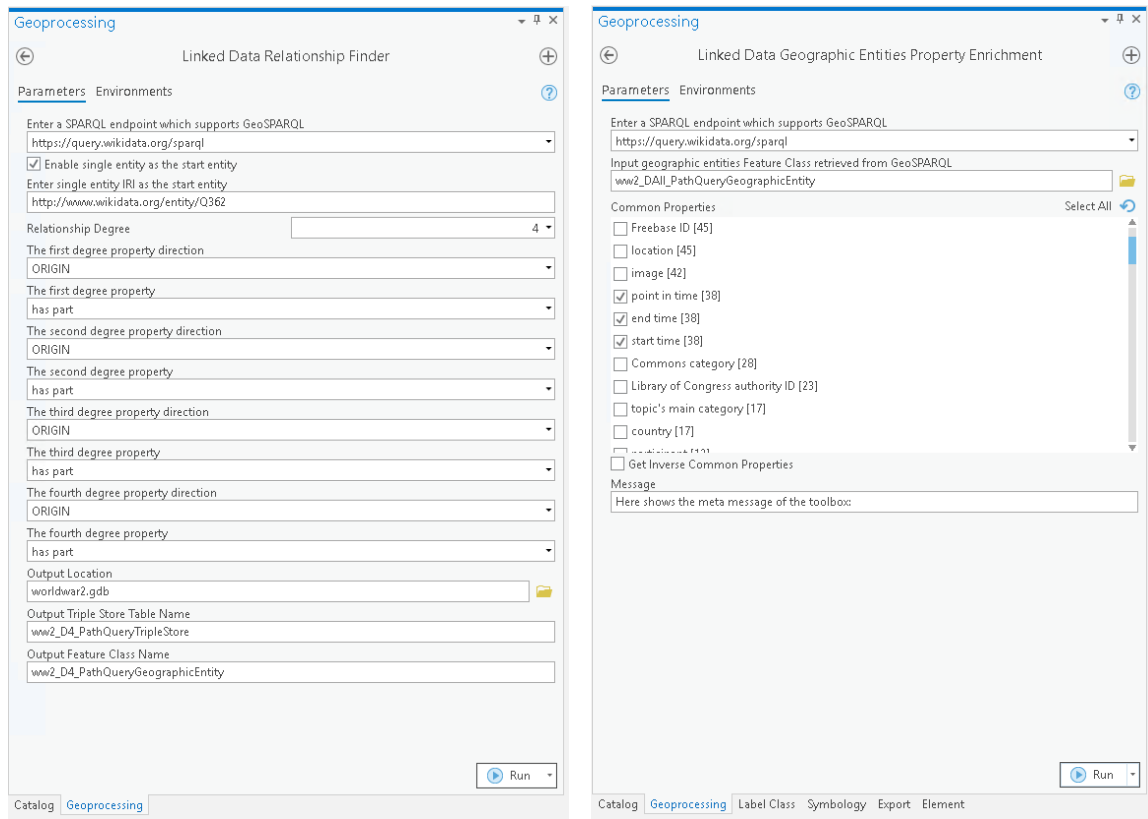 Geoprocessing
Linked Data Relationship Finder
Parameters Environments
Enter a SPARQL endpoint which supports GeoSPARQL
https://query.wikidata.org/sparql
Enable single entity as the start entity
Enter single entity IRI as the start entity
http://www.wikidata.org/entity/Q362
Relationship Degree 4
The first degree property direction
ORIGIN
The first degree property
has part
The second degree property direction
ORIGIN
The second degree property
has part
The third degree property direction
ORIGIN
The third degree property
has part
The fourth degree property direction
ORIGIN
The fourth degree property
has part
Output Location
worldwar2.gdb
Output Triple Store Table Name
ww2_D4_PathQueryTripleStore
Output Feature Class Name
ww2_D4_PathQueryGeographicEntity
Run
Catalog Geoprocessing
Geoprocessing
Linked Data Geographic Entities Property Enrichment
Parameters Environments
Enter a SPARQL endpoint which supports GeoSPARQL
https://query.wikidata.org/sparql
Input geographic entities Feature Class retrieved from GeoSPARQL
ww2_DAll_PathQueryGeographicEntity
Common Properties Select All
Freebase ID [45]
location [45]
image [42]
point in time [38]
end time [38]
start time [38]
Commons category [28]
Library of Congress authority ID [23]
topic's main category [17]
country [17]
Get Inverse Common Properties
Message
Here shows the meta message of the toolbox:
Run
Catalog Geoprocessing Label Class Symbology Export Element